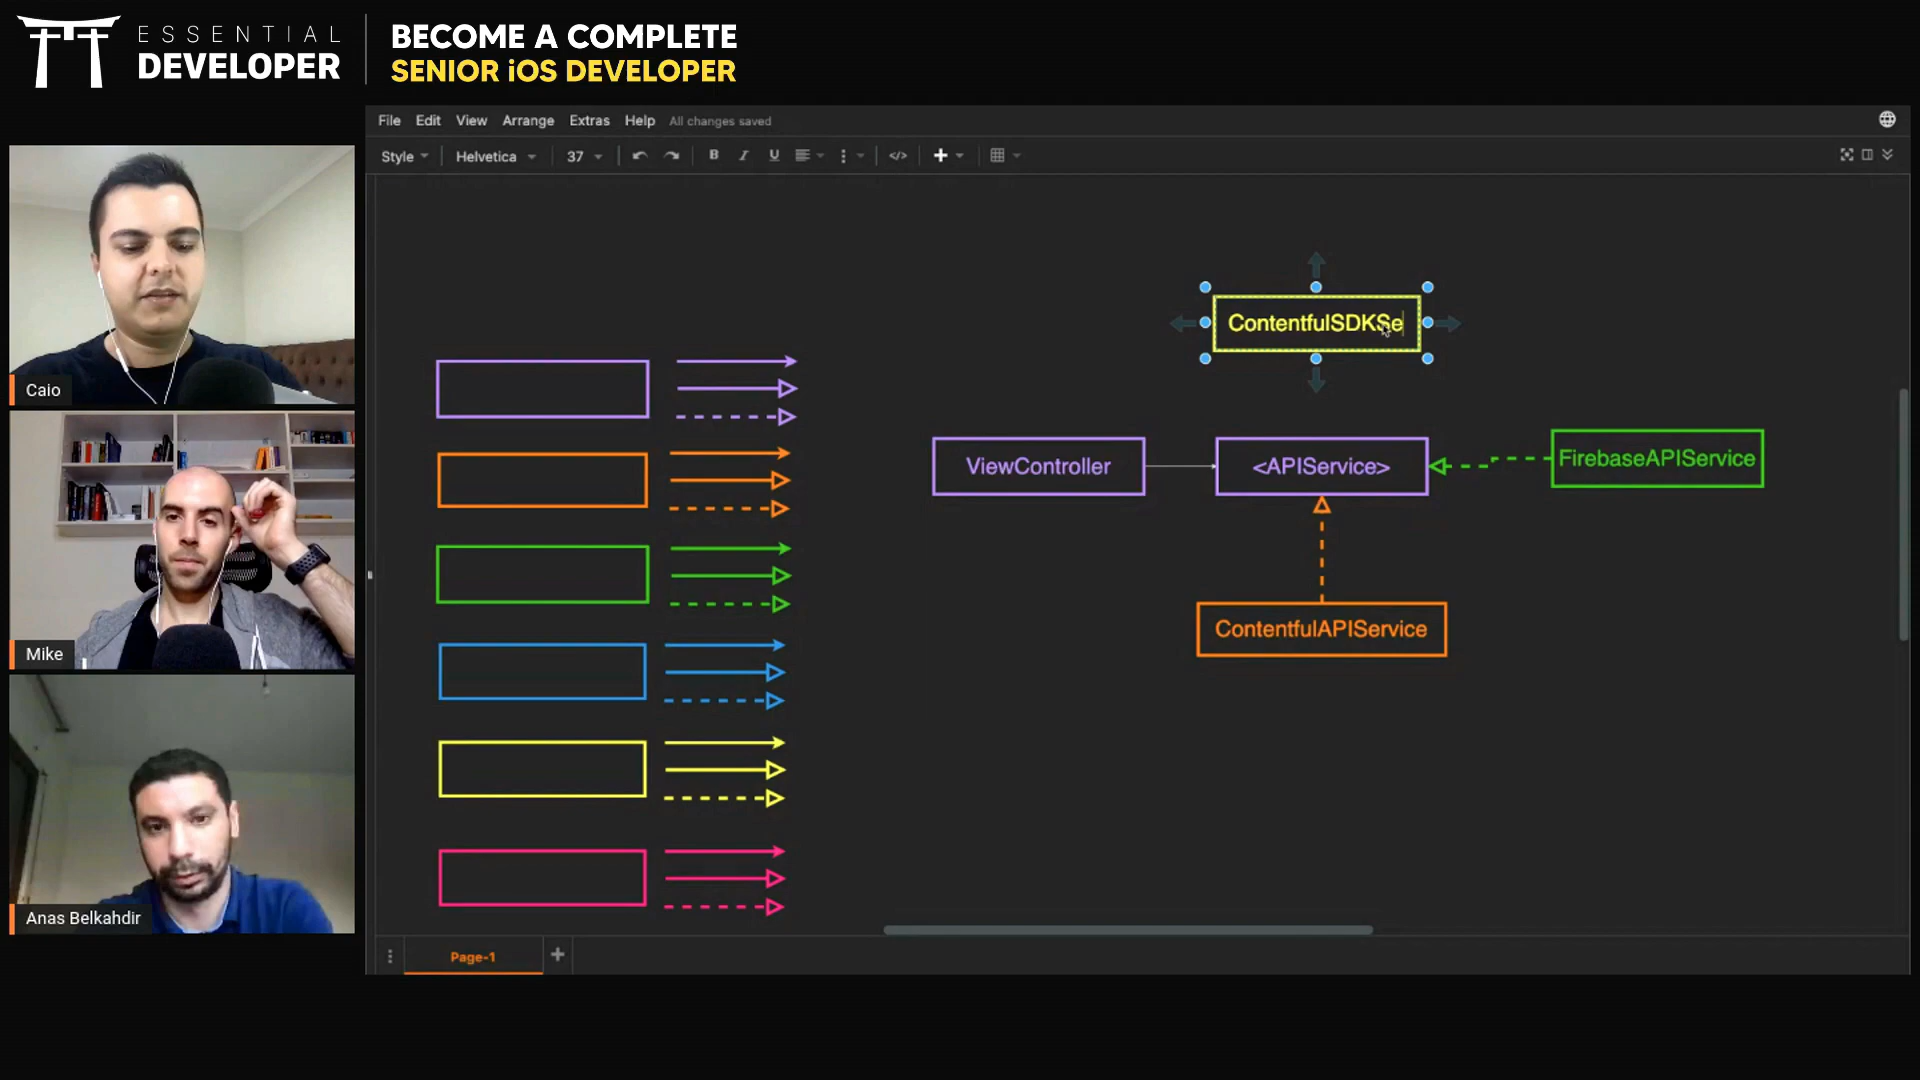 ESSENTIAL
DEVELOPER
BECOME A COMPLETE
SENIOR iOS DEVELOPER
File Edit View Arrange Extras Help All changes saved
Style Helvetica 37 B I U </> +
Caio
Mike
Anas Belkahdir
ContentfulSDKSe
ViewController
<APIService>
FirebaseAPIService
ContentfulAPIService
Page-1 +